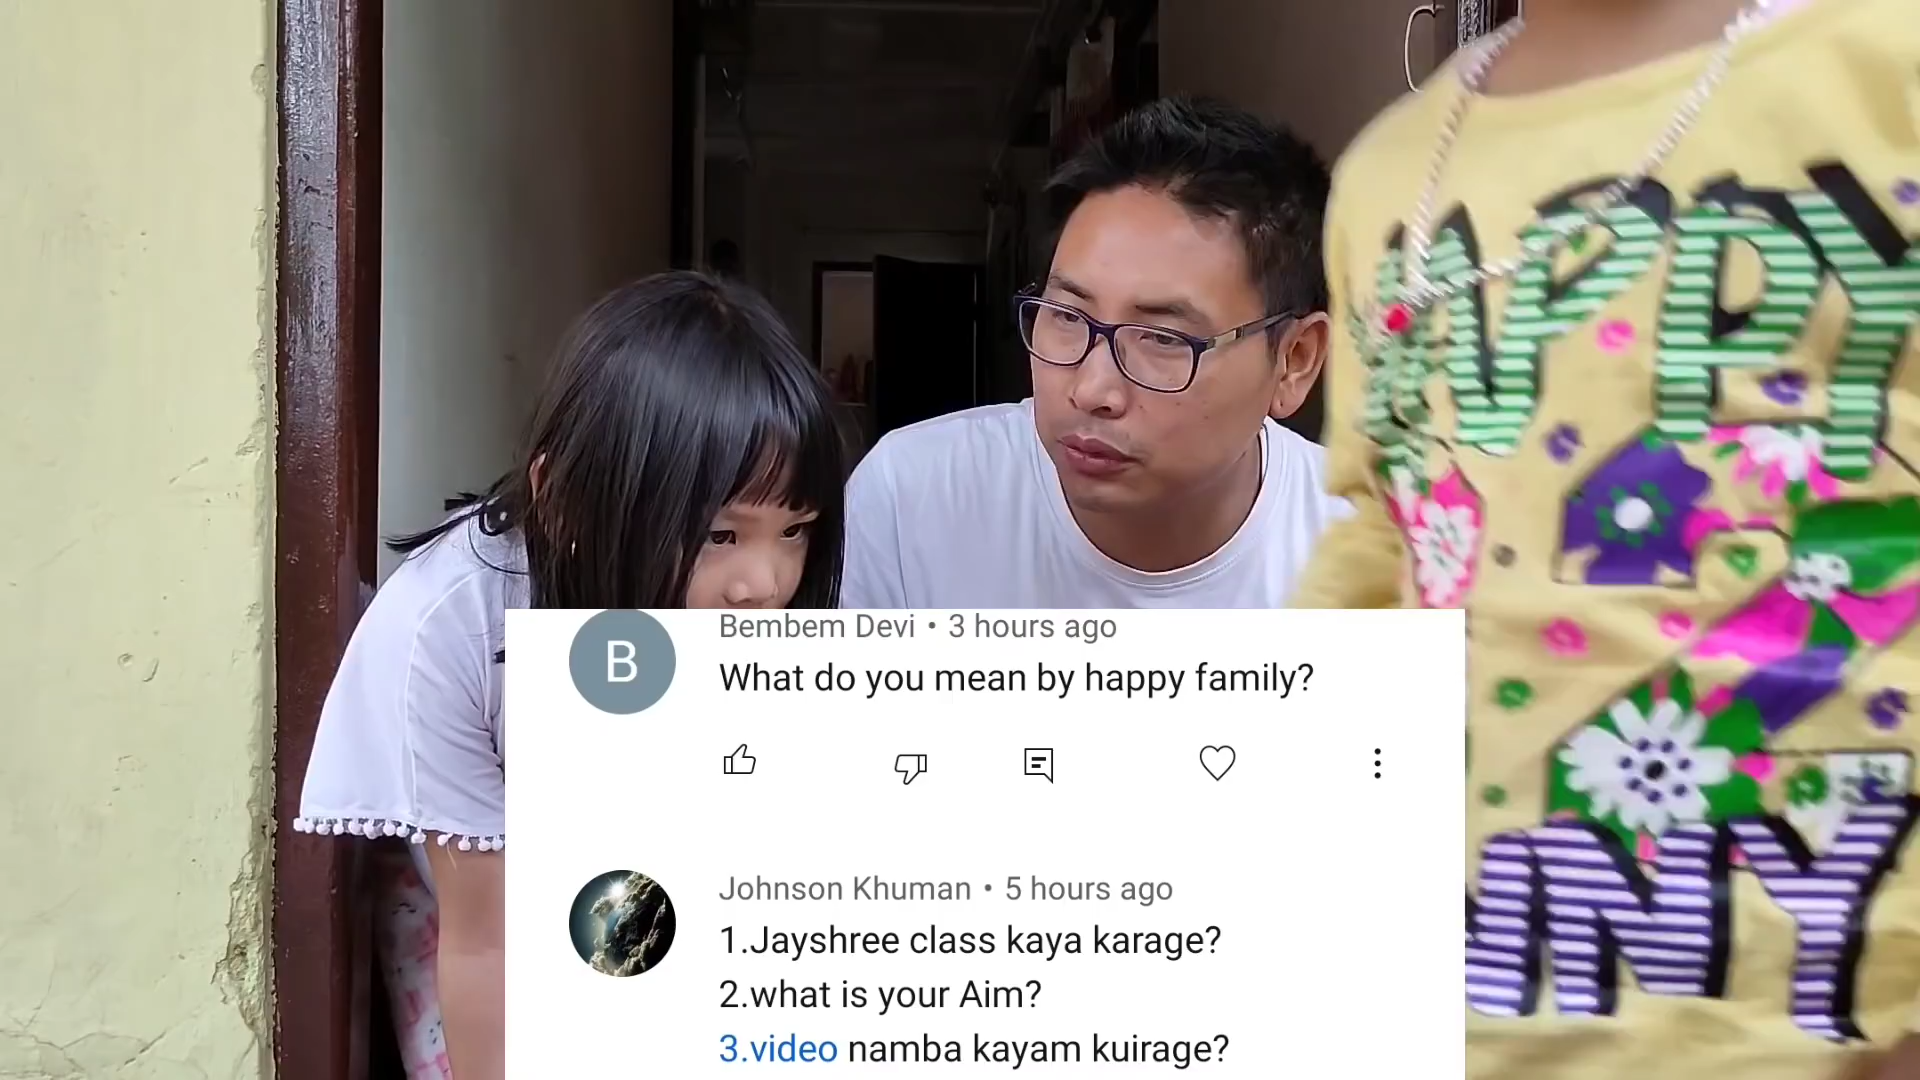 HAPPY
Bembem Devi • 3 hours ago
B
What do you mean by happy family?
Johnson Khuman • 5 hours ago
1.Jayshree class kaya karage?
2.what is your Aim?
3.video namba kayam kuirage?